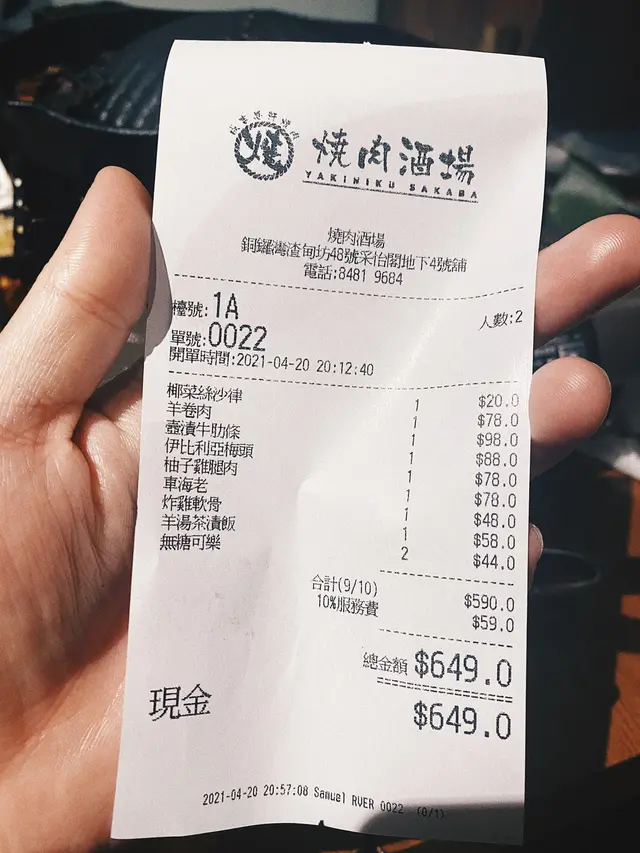 燒
燒肉酒場
YAKINIKU SAKABA
燒肉酒場
銅鑼灣渣甸坊48號采怡閣地下4號舖
電話:8481 9684
檯號:1A 人數:2
單號:0022
開單時間:2021-04-20 20:12:40
椰菜絲沙律 1 $20.0
羊卷肉 1 $78.0
壺漬牛肋條 1 $98.0
伊比利亞梅頭 1 $88.0
柚子雞腿肉 1 $78.0
車海老 1 $78.0
炸雞軟骨 1 $48.0
羊湯茶漬飯 1 $58.0
無糖可樂 2 $44.0
合計(9/10) $590.0
10%服務費 $59.0
總金額 $649.0
現金 $649.0
2021-04-20 20:57:08 Samuel RVER 0022 (0/1)